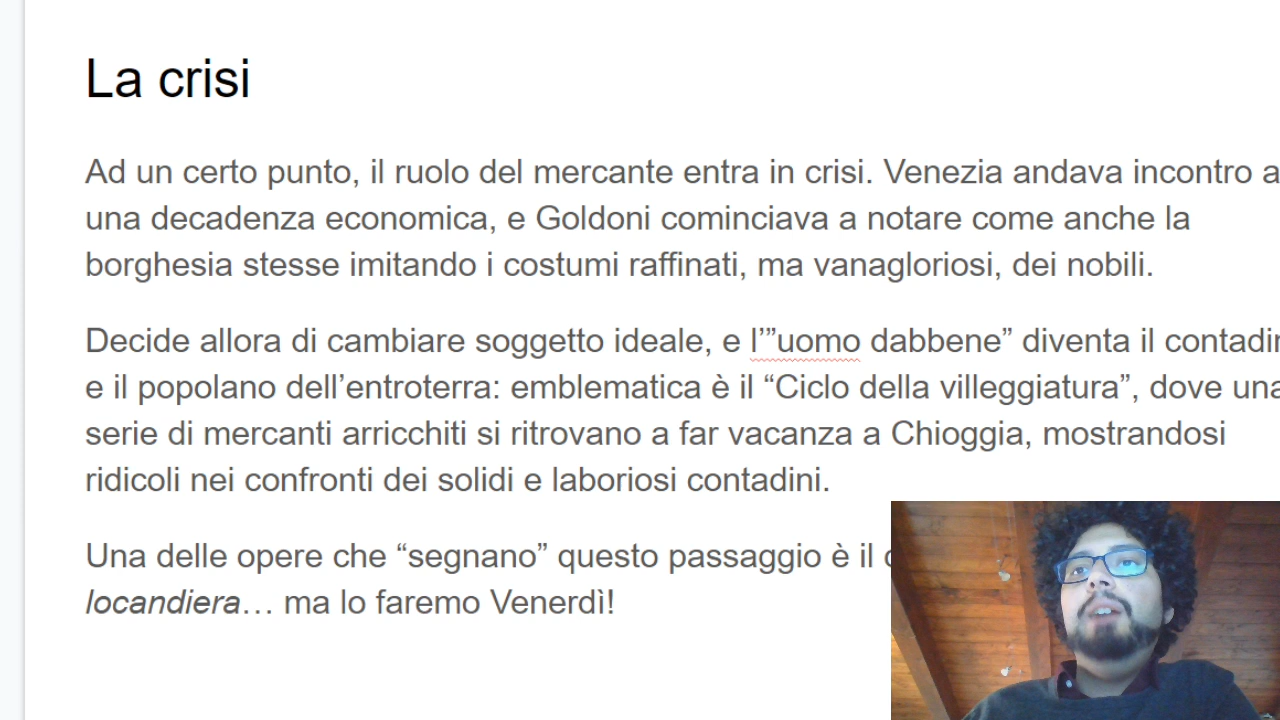 La crisi
Ad un certo punto, il ruolo del mercante entra in crisi. Venezia andava incontro a
una decadenza economica, e Goldoni cominciava a notare come anche la
borghesia stesse imitando i costumi raffinati, ma vanagloriosi, dei nobili.
Decide allora di cambiare soggetto ideale, e l’”uomo dabbene” diventa il
e il popolano dell’entroterra: emblematica è il “Ciclo della villeggiatura”, dove una
serie di mercanti arricchiti si ritrovano a far vacanza a Chioggia, mostrandosi
ridicoli nei confronti dei solidi e laboriosi contadini.
Una delle opere che “segnano” questo passaggio è il
locandiera… ma lo faremo Venerdì!